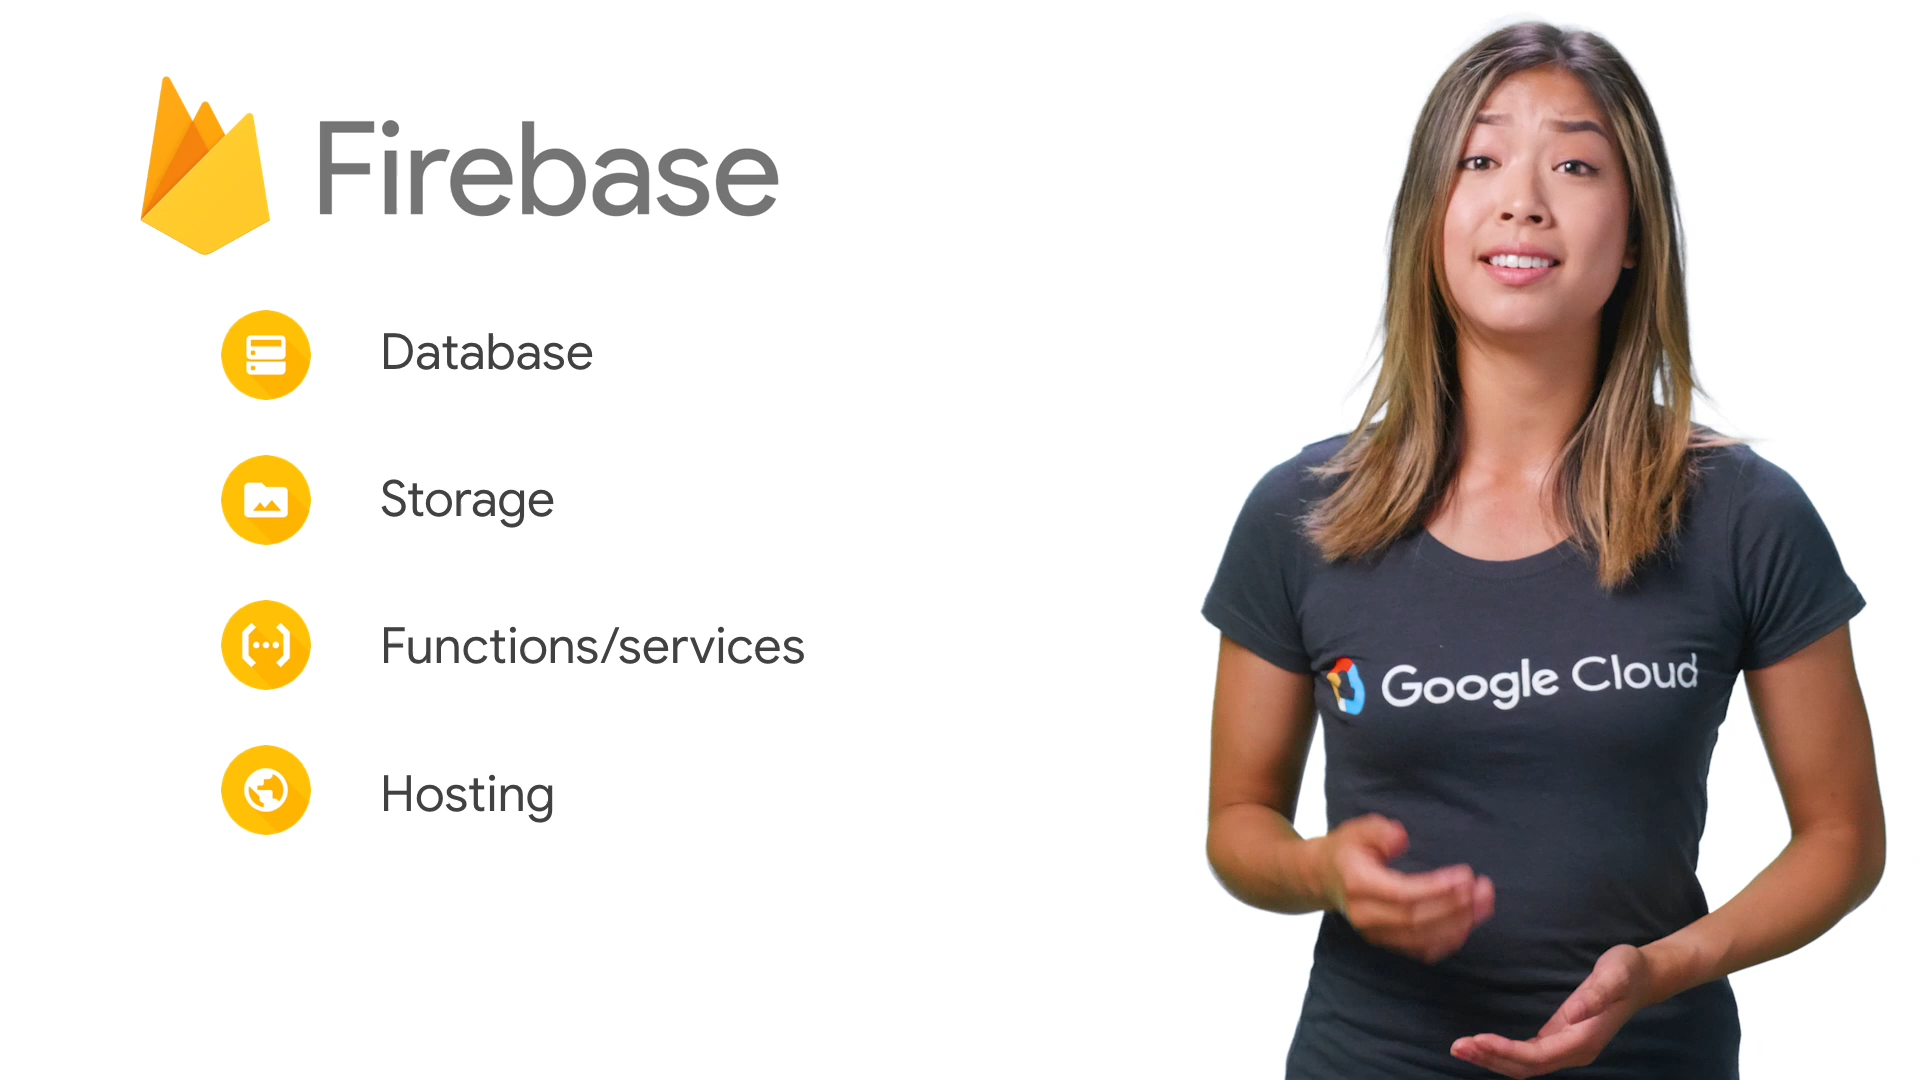 Firebase
Database
Storage
Functions/services
Hosting
Google Cloud